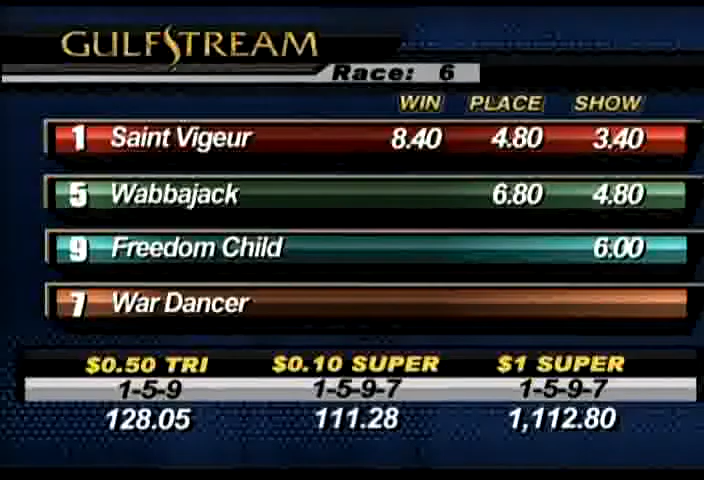 GULFSTREAM
Race: 6
WIN PLACE SHOW
1 Saint Vigeur 8.40 4.80 3.40
5 Wabbajack 6.80 4.80
9 Freedom Child 6.00
7 War Dancer
$0.50 TRI $0.10 SUPER $1 SUPER
1-5-9 1-5-9-7 1-5-9-7
128.05 111.28 1,112.80